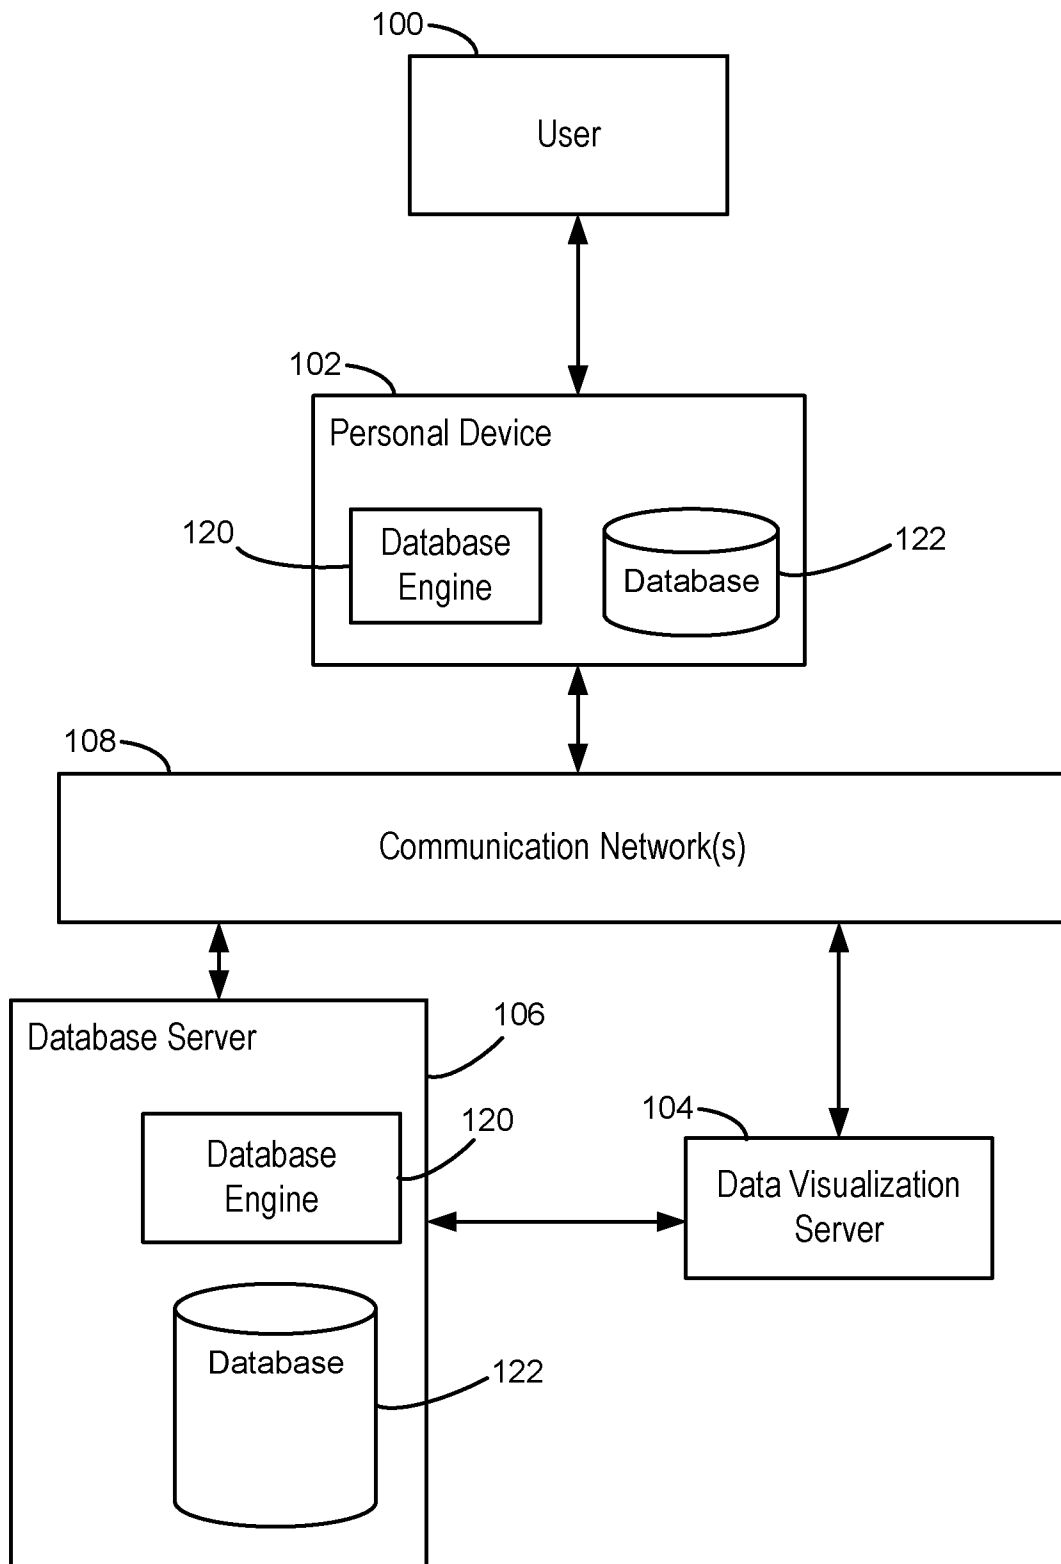 100
User
102
Personal Device
120
Database
Engine
Database
122
108
Communication Network(s)
Database Server
106
Database
Engine
120
104
Data Visualization
Server
Database
122